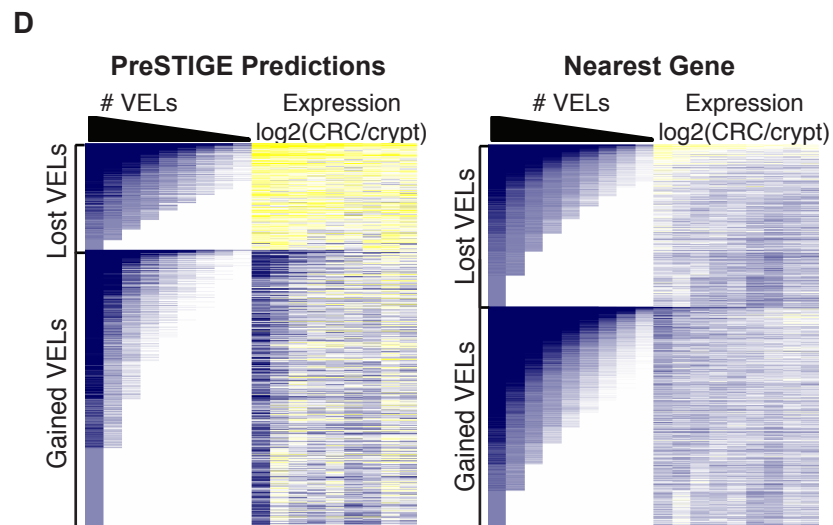 D
PreSTIGE Predictions
# VELs
Expression
log2(CRC/crypt)
Lost VELs
Gained VELs
Nearest Gene
# VELs
Expression
log2(CRC/crypt)
Lost VELs
Gained VELs